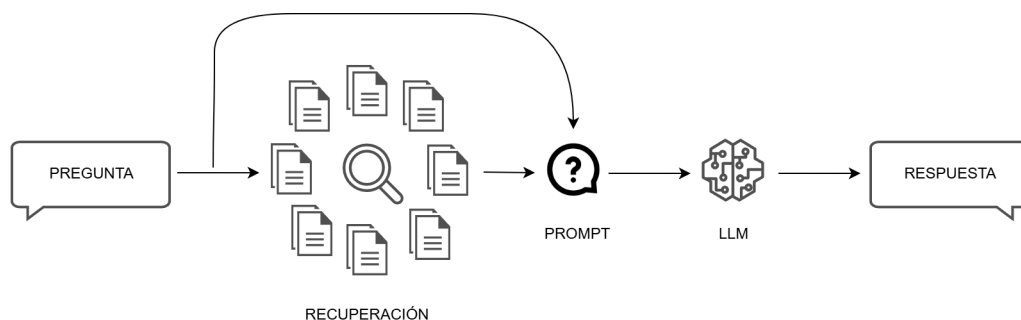 PREGUNTA
RECUPERACIÓN
PROMPT
LLM
RESPUESTA